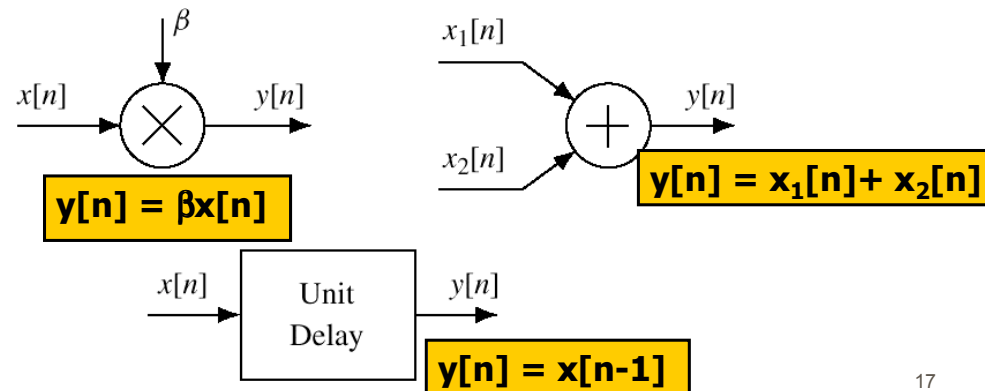 β
x[n]
y[n]
y[n] = βx[n]
x₁[n]
x₂[n]
y[n]
y[n] = x₁[n]+ x₂[n]
x[n]
Unit
Delay
y[n]
y[n] = x[n-1]
17